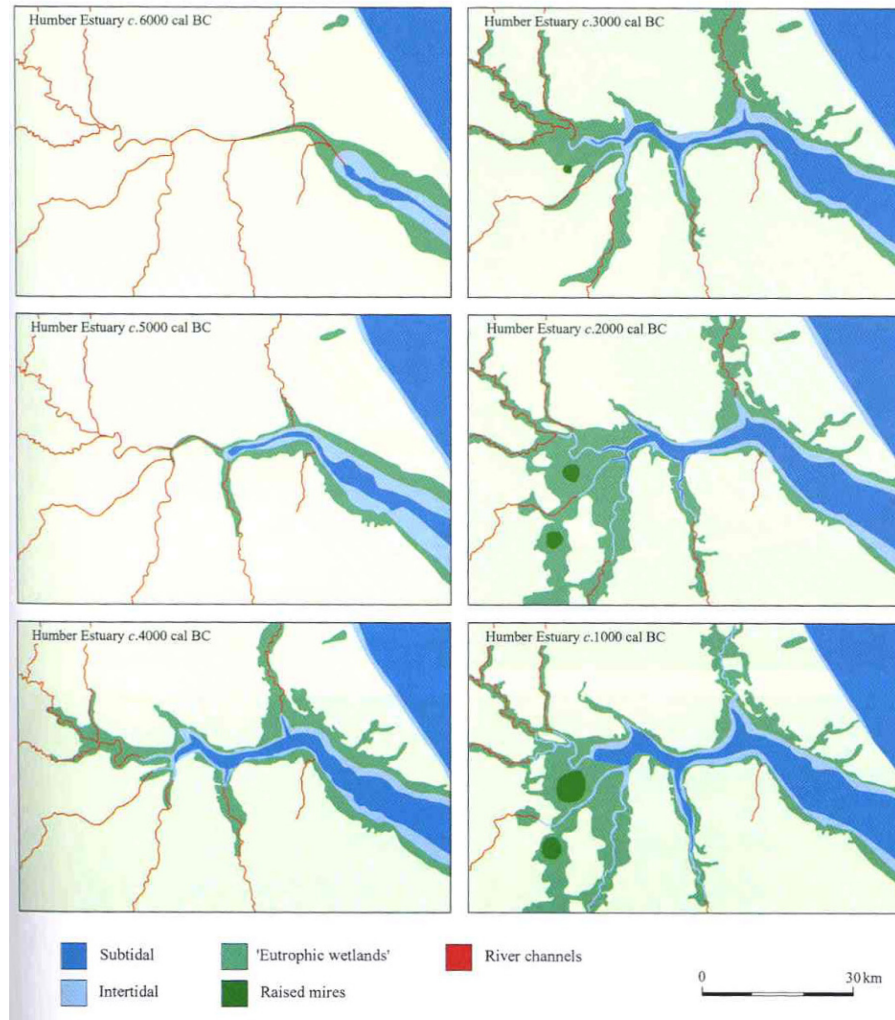 Humber Estuary c.6000 cal BC
Humber Estuary c.3000 cal BC
Humber Estuary c.5000 cal BC
Humber Estuary c.2000 cal BC
Humber Estuary c.4000 cal BC
Humber Estuary c.1000 cal BC
Subtidal
'Eutrophic wetlands'
River channels
Intertidal
Raised mires
0 30 km